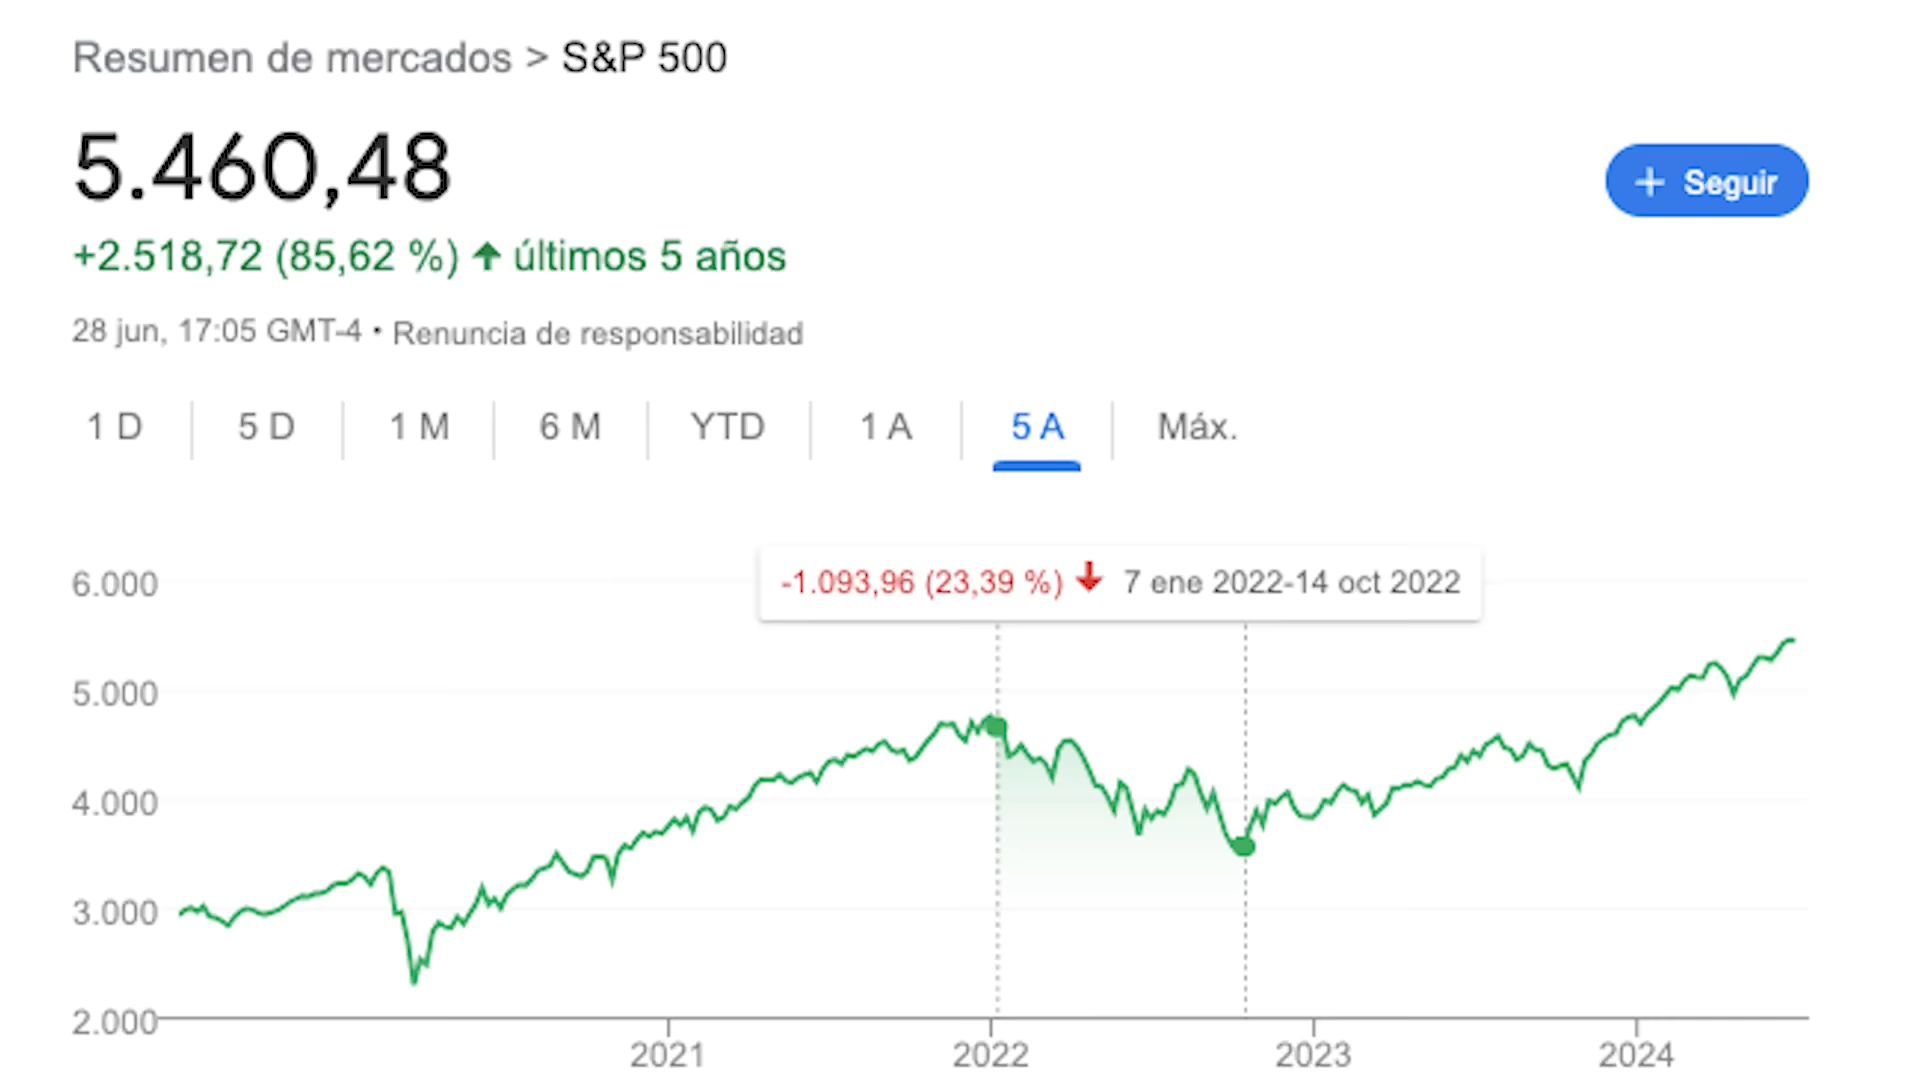 Resumen de mercados > S&P 500
5.460,48
+ Seguir
+2.518,72 (85,62 %) ↑ últimos 5 años
28 jun, 17:05 GMT-4 • Renuncia de responsabilidad
1 D 5 D 1 M 6 M YTD 1 A 5 A Máx.
-1.093,96 (23,39 %) ↓ 7 ene 2022-14 oct 2022
6.000
5.000
4.000
3.000
2.000
2021 2022 2023 2024